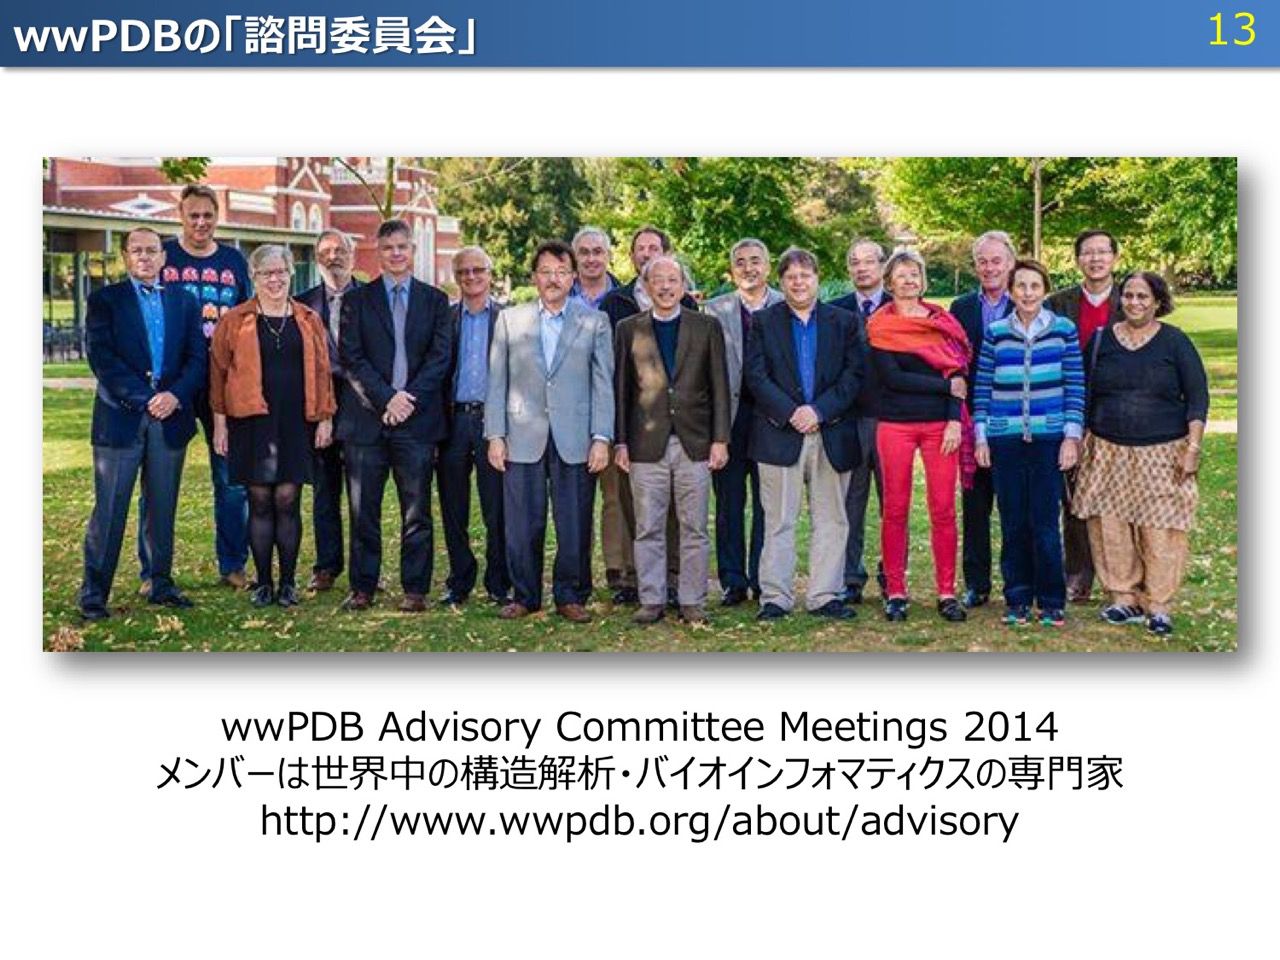 wwPDBの「諮問委員会」
13
wwPDB Advisory Committee Meetings 2014
メンバーは世界中の構造解析・バイオインフォマティクスの専門家
http://www.wwpdb.org/about/advisory